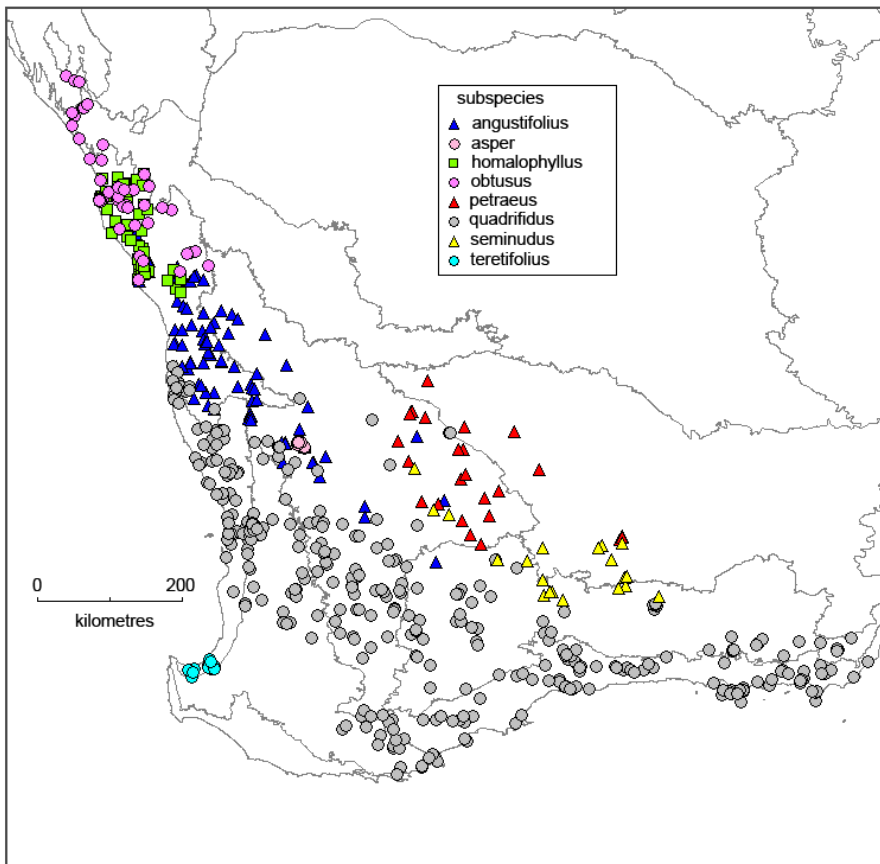 subspecies
angustifolius
asper
homalophyllus
obtusus
petraeus
quadrifidus
seminudus
teretifolius
0 200
kilometres